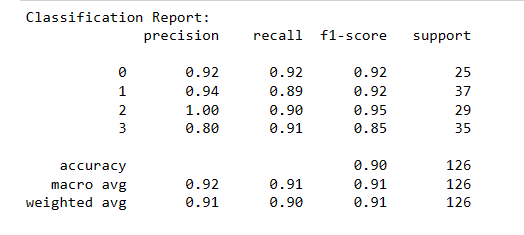 Classification Report:
precision recall f1-score support
0 0.92 0.92 0.92 25
1 0.94 0.89 0.92 37
2 1.00 0.90 0.95 29
3 0.80 0.91 0.85 35
accuracy 0.90 126
macro avg 0.92 0.91 0.91 126
weighted avg 0.91 0.90 0.91 126